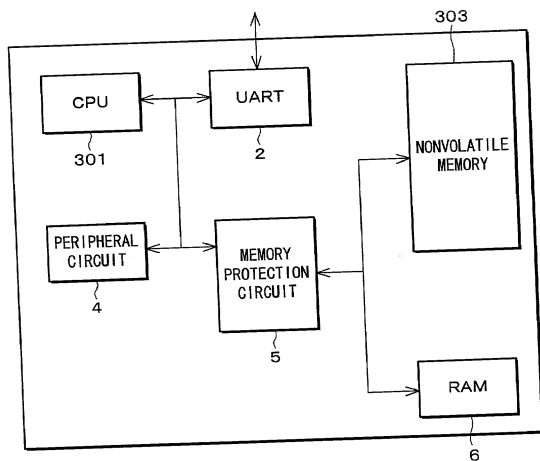 303
CPU
301
UART
2
NONVOLATILE
MEMORY
PERIPHERAL
CIRCUIT
4
MEMORY
PROTECTION
CIRCUIT
5
RAM
6